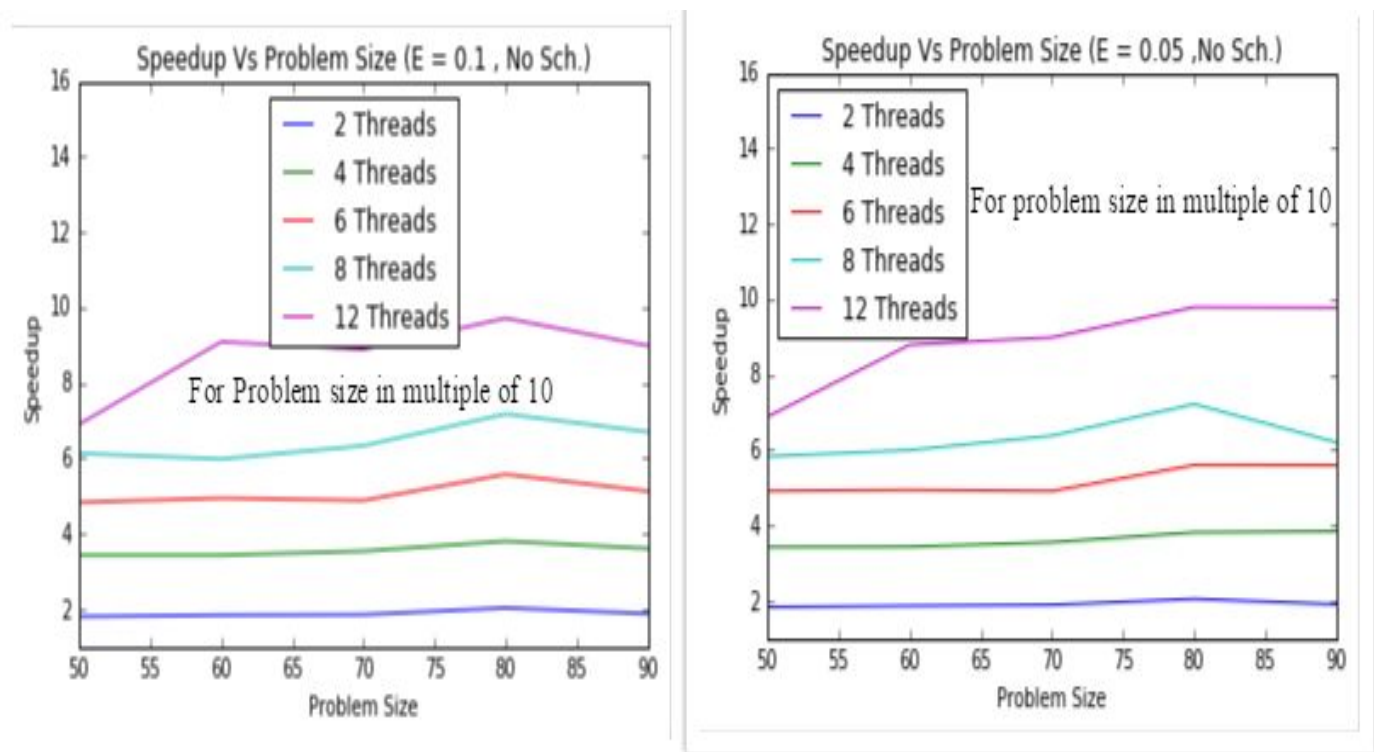 Speedup Vs Problem Size (E = 0.1 , No Sch.)
16
14
12
10
8
6
4
2
Speedup
2 Threads
4 Threads
6 Threads
8 Threads
12 Threads
For Problem size in multiple of 10
50 55 60 65 70 75 80 85 90
Problem Size
Speedup Vs Problem Size (E = 0.05 ,No Sch.)
16
14
12
10
8
6
4
2
Speedup
2 Threads
4 Threads
6 Threads
8 Threads
12 Threads
For problem size in multiple of 10
50 55 60 65 70 75 80 85 90
Problem Size